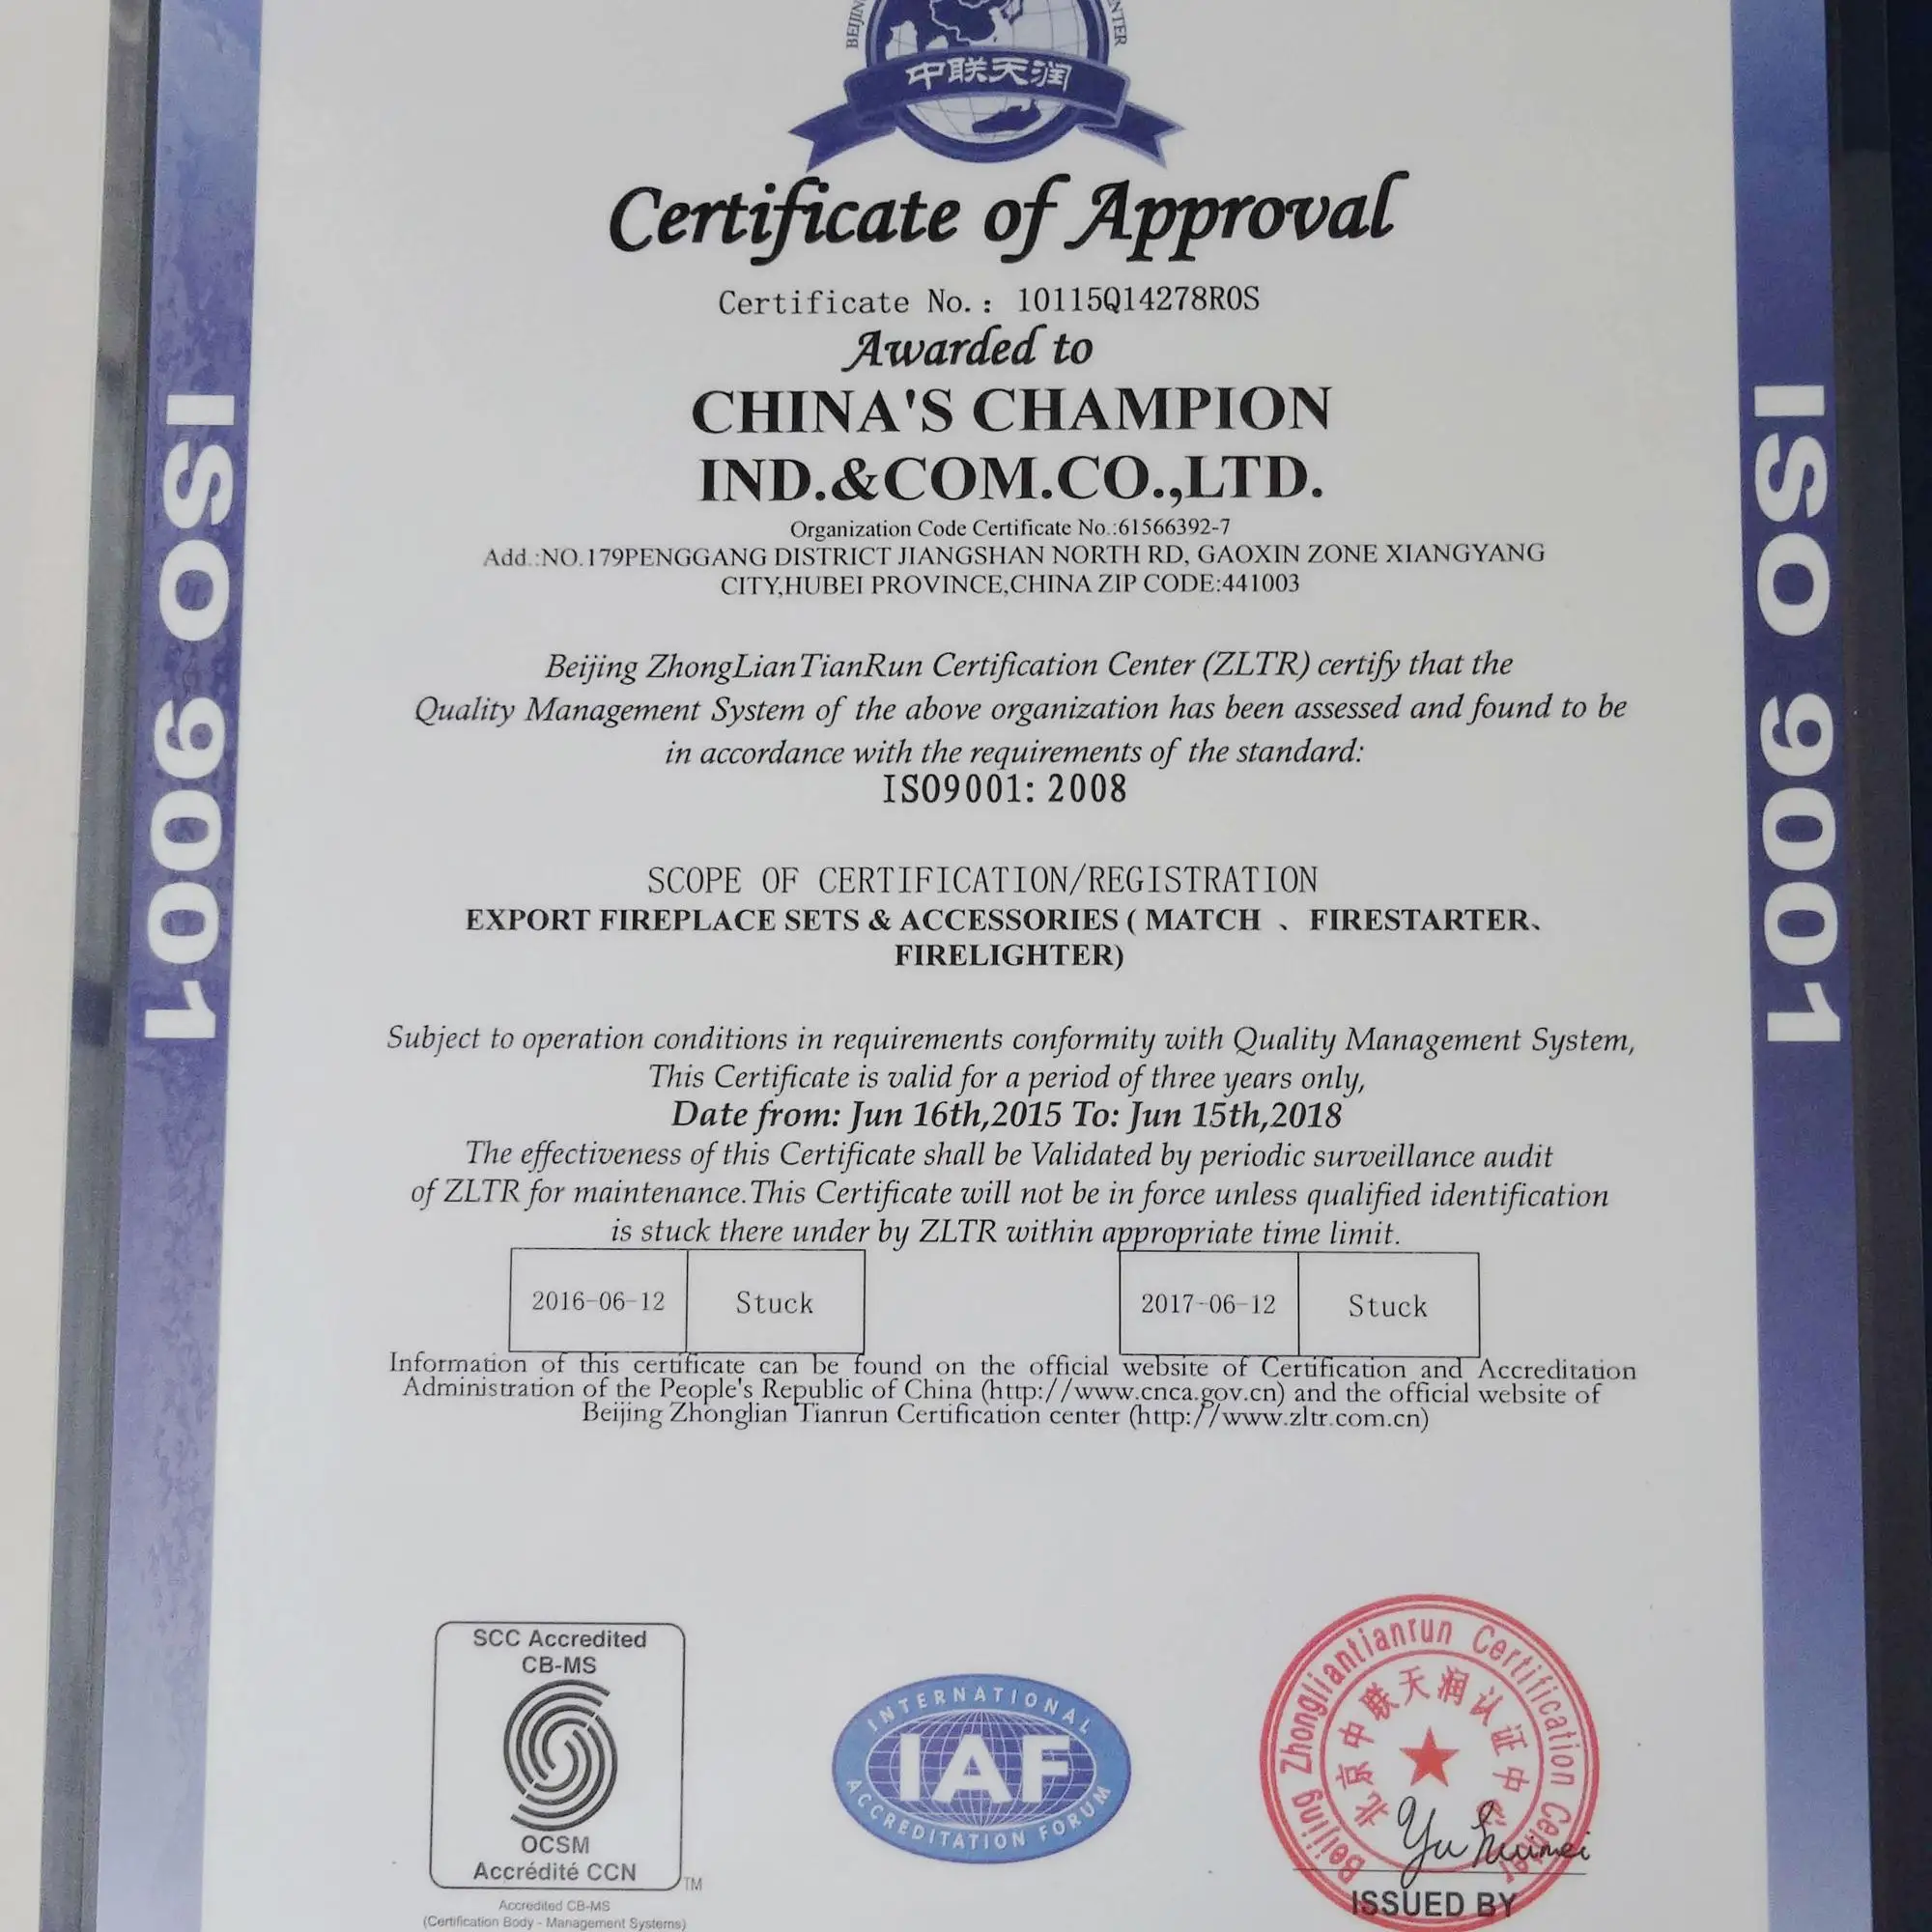 中联天润
Certificate of Approval
Certificate No.: 10115Q14278R0S
Awarded to
CHINA'S CHAMPION
IND.&COM.CO.,LTD.
Organization Code Certificate No.:61566392-7
Add.:NO.179PENGGANG DISTRICT JIANGSHAN NORTH RD, GAOXIN ZONE XIANGYANG
CITY,HUBEI PROVINCE,CHINA ZIP CODE:441003
Beijing ZhongLianTianRun Certification Center (ZLTR) certify that the
Quality Management System of the above organization has been assessed and found to be
in accordance with the requirements of the standard:
ISO9001: 2008
SCOPE OF CERTIFICATION/REGISTRATION
EXPORT FIREPLACE SETS & ACCESSORIES ( MATCH 、 FIRESTARTER、
FIRELIGHTER)
Subject to operation conditions in requirements conformity with Quality Management System,
This Certificate is valid for a period of three years only,
Date from: Jun 16th,2015 To: Jun 15th,2018
The effectiveness of this Certificate shall be Validated by periodic surveillance audit
of ZLTR for maintenance.This Certificate will not be in force unless qualified identification
is stuck there under by ZLTR within appropriate time limit.
2016-06-12 Stuck 2017-06-12 Stuck
Information of this certificate can be found on the official website of Certification and Accreditation
Administration of the People's Republic of China (http://www.cnca.gov.cn) and the official website of
Beijing Zhonglian Tianrun Certification center (http://www.zltr.com.cn)
ISO 9001
ISO 9001
SCC Accredited
CB-MS
OCSM
Accrédité CCN
TM
Accredited CB-MS
(Certification Body - Management Systems)
INTERNATIONAL
IAF
ACCREDITATION FORUM
Beijing Zhongliantianrun Certification Center
北京中联天润认证中心
Yu Huimei
ISSUED BY